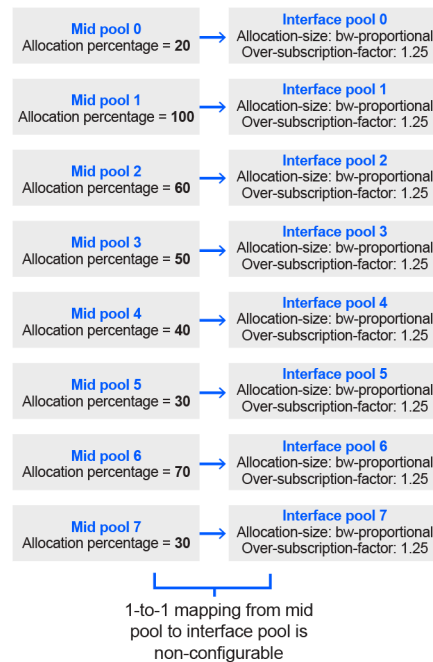 Mid pool 0
Allocation percentage = 20
Interface pool 0
Allocation-size: bw-proportional
Over-subscription-factor: 1.25
Mid pool 1
Allocation percentage = 100
Interface pool 1
Allocation-size: bw-proportional
Over-subscription-factor: 1.25
Mid pool 2
Allocation percentage = 60
Interface pool 2
Allocation-size: bw-proportional
Over-subscription-factor: 1.25
Mid pool 3
Allocation percentage = 50
Interface pool 3
Allocation-size: bw-proportional
Over-subscription-factor: 1.25
Mid pool 4
Allocation percentage = 40
Interface pool 4
Allocation-size: bw-proportional
Over-subscription-factor: 1.25
Mid pool 5
Allocation percentage = 30
Interface pool 5
Allocation-size: bw-proportional
Over-subscription-factor: 1.25
Mid pool 6
Allocation percentage = 70
Interface pool 6
Allocation-size: bw-proportional
Over-subscription-factor: 1.25
Mid pool 7
Allocation percentage = 30
Interface pool 7
Allocation-size: bw-proportional
Over-subscription-factor: 1.25
1-to-1 mapping from mid
pool to interface pool is
non-configurable